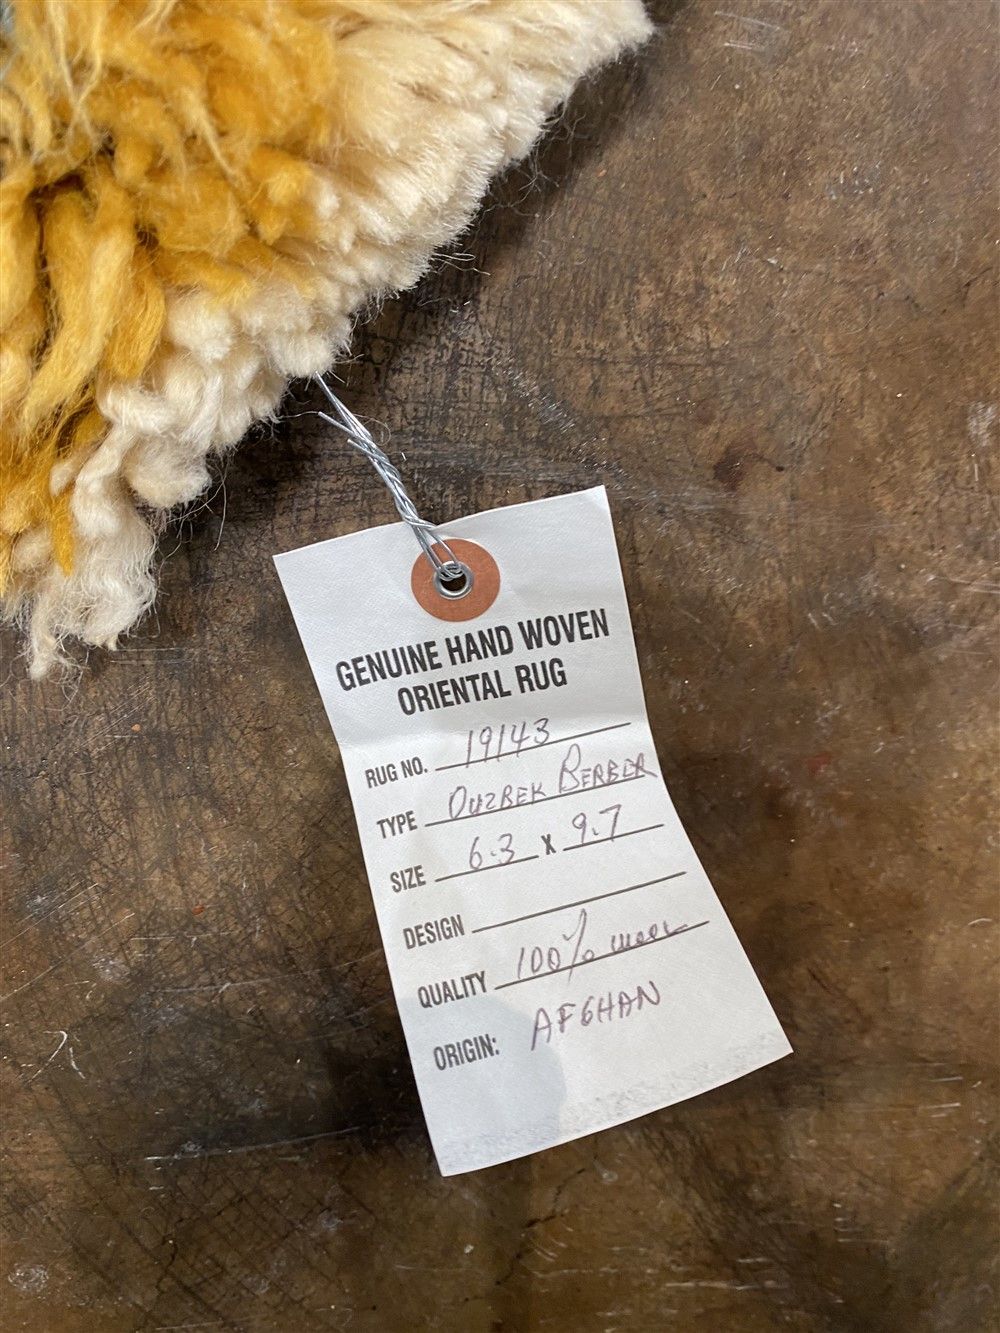 GENUINE HAND WOVEN
ORIENTAL RUG
RUG NO. 19143
TYPE OUZBEK BERBER
SIZE 6.3 X 9.7
DESIGN
QUALITY 100% wool
ORIGIN: AFGHAN